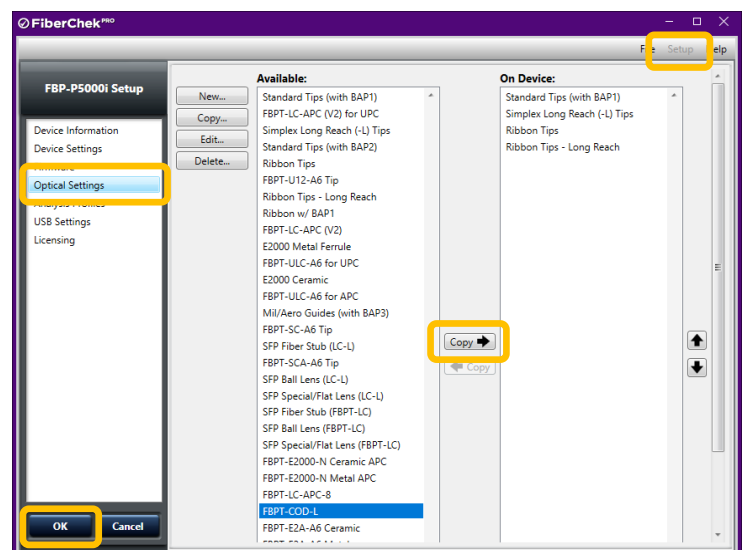 FiberChek PRO
File Setup Help
FBP-P5000i Setup
Device Information
Device Settings
Firmware
Optical Settings
Analysis Profiles
USB Settings
Licensing
OK
Cancel
New...
Copy...
Edit...
Delete...
Available:
Standard Tips (with BAP1)
FBPT-LC-APC (V2) for UPC
Simplex Long Reach (-L) Tips
Standard Tips (with BAP2)
Ribbon Tips
FBPT-U12-A6 Tip
Ribbon Tips - Long Reach
Ribbon w/ BAP1
FBPT-LC-APC (V2)
E2000 Metal Ferrule
FBPT-ULC-A6 for UPC
E2000 Ceramic
FBPT-ULC-A6 for APC
Mil/Aero Guides (with BAP3)
FBPT-SC-A6 Tip
SFP Fiber Stub (LC-L)
FBPT-SCA-A6 Tip
SFP Ball Lens (LC-L)
SFP Special/Flat Lens (LC-L)
SFP Fiber Stub (FBPT-LC)
SFP Ball Lens (FBPT-LC)
SFP Special/Flat Lens (FBPT-LC)
FBPT-E2000-N Ceramic APC
FBPT-E2000-N Metal APC
FBPT-LC-APC-8
FBPT-COD-L
FBPT-E2A-A6 Ceramic
Copy
Copy
On Device:
Standard Tips (with BAP1)
Simplex Long Reach (-L) Tips
Ribbon Tips
Ribbon Tips - Long Reach